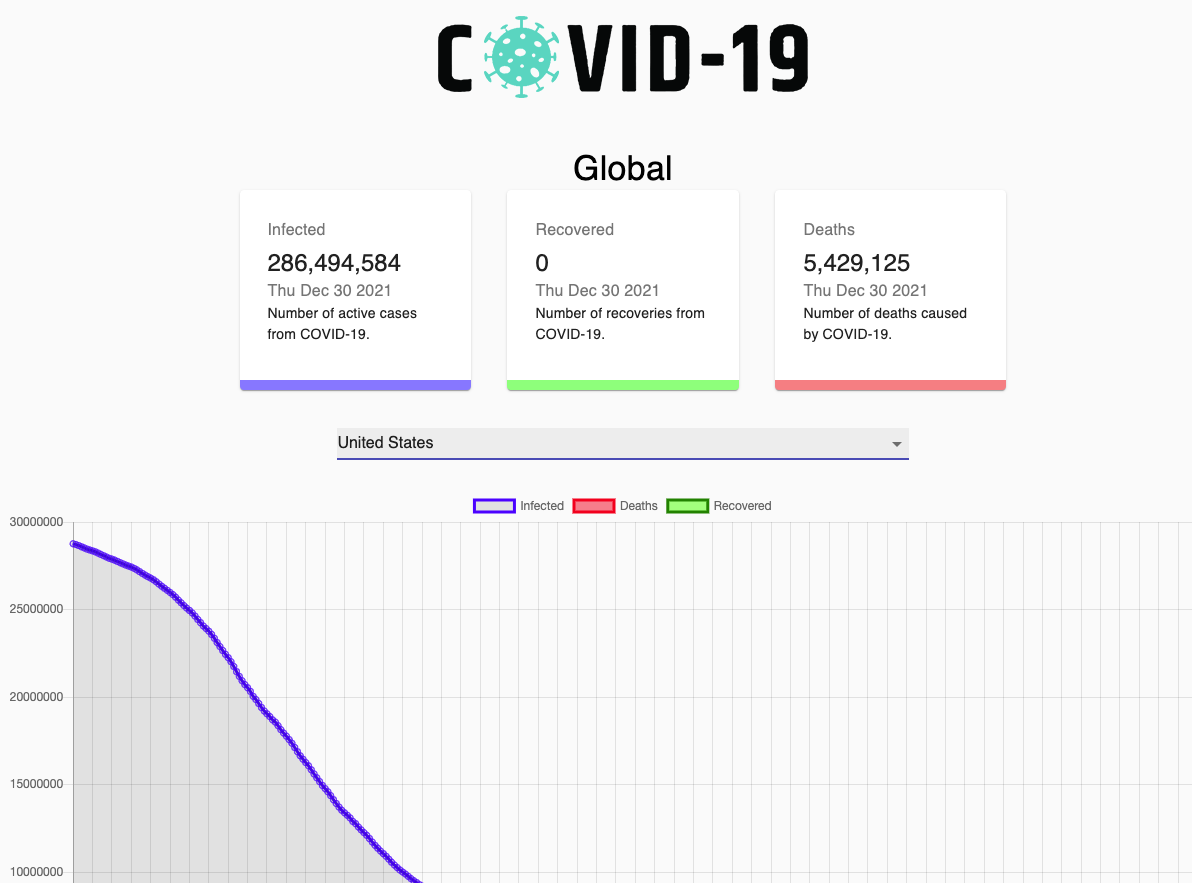 COVID-19
Global
Infected
286,494,584
Thu Dec 30 2021
Number of active cases
from COVID-19.
Recovered
0
Thu Dec 30 2021
Number of recoveries from
COVID-19.
Deaths
5,429,125
Thu Dec 30 2021
Number of deaths caused
by COVID-19.
United States
Infected Deaths Recovered
30000000
25000000
20000000
15000000
10000000